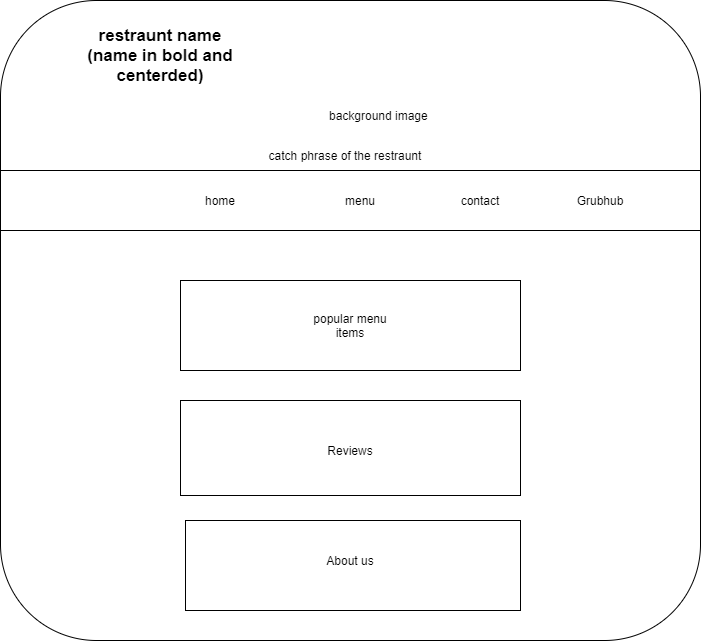 restraunt name
(name in bold and
centerded)
background image
catch phrase of the restraunt
home menu contact Grubhub
popular menu
items
Reviews
About us